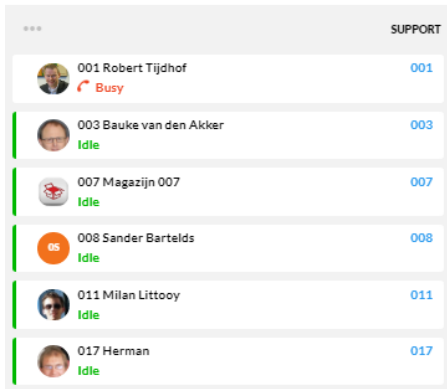 SUPPORT
001 Robert Tijdhof 001
Busy
003 Bauke van den Akker 003
Idle
007 Magazijn 007 007
Idle
OS
008 Sander Bartelds 008
Idle
011 Milan Littooy 011
Idle
017 Herman 017
Idle